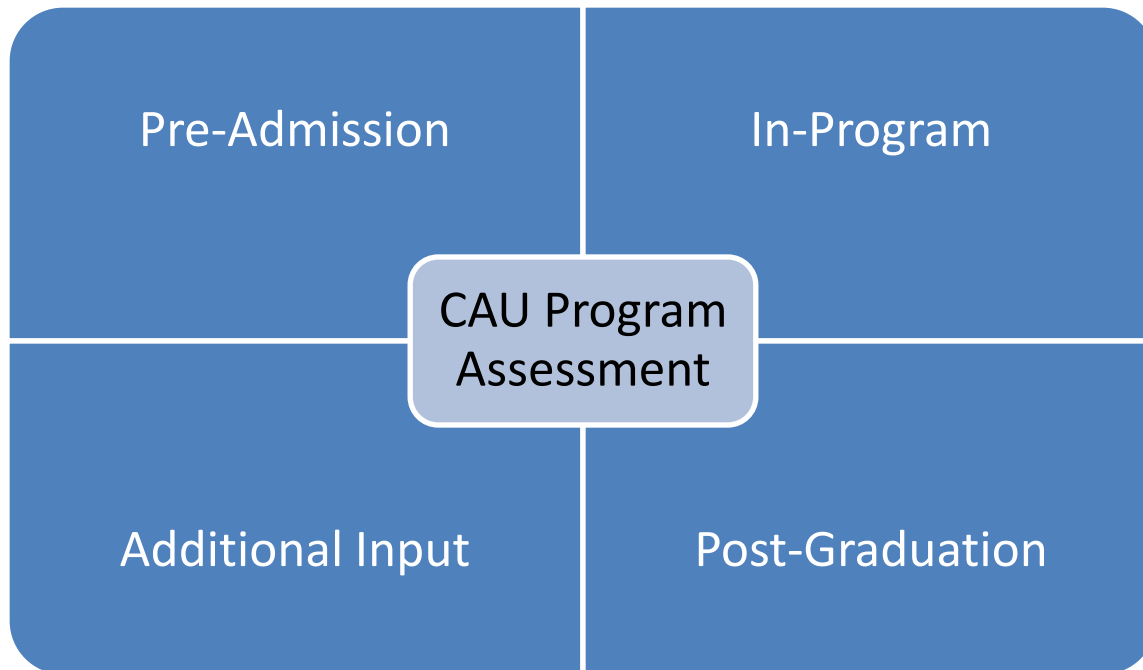 Pre-Admission
In-Program
CAU Program
Assessment
Additional Input
Post-Graduation